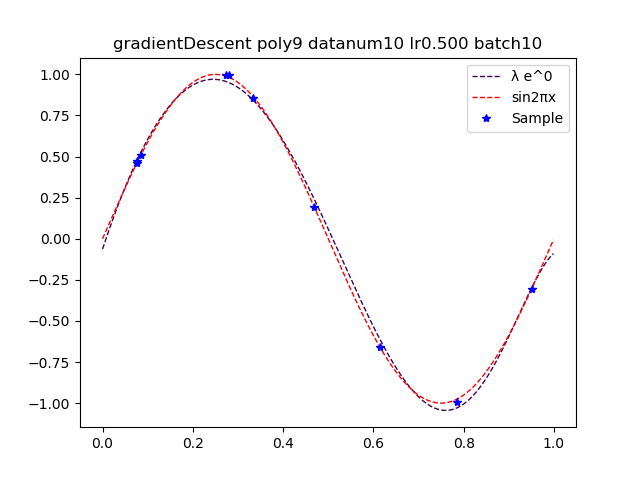 gradientDescent poly9 datanum10 lr0.500 batch10
λ e^0
sin2πx
Sample
1.00
0.75
0.50
0.25
0.00
−0.25
−0.50
−0.75
−1.00
0.0 0.2 0.4 0.6 0.8 1.0